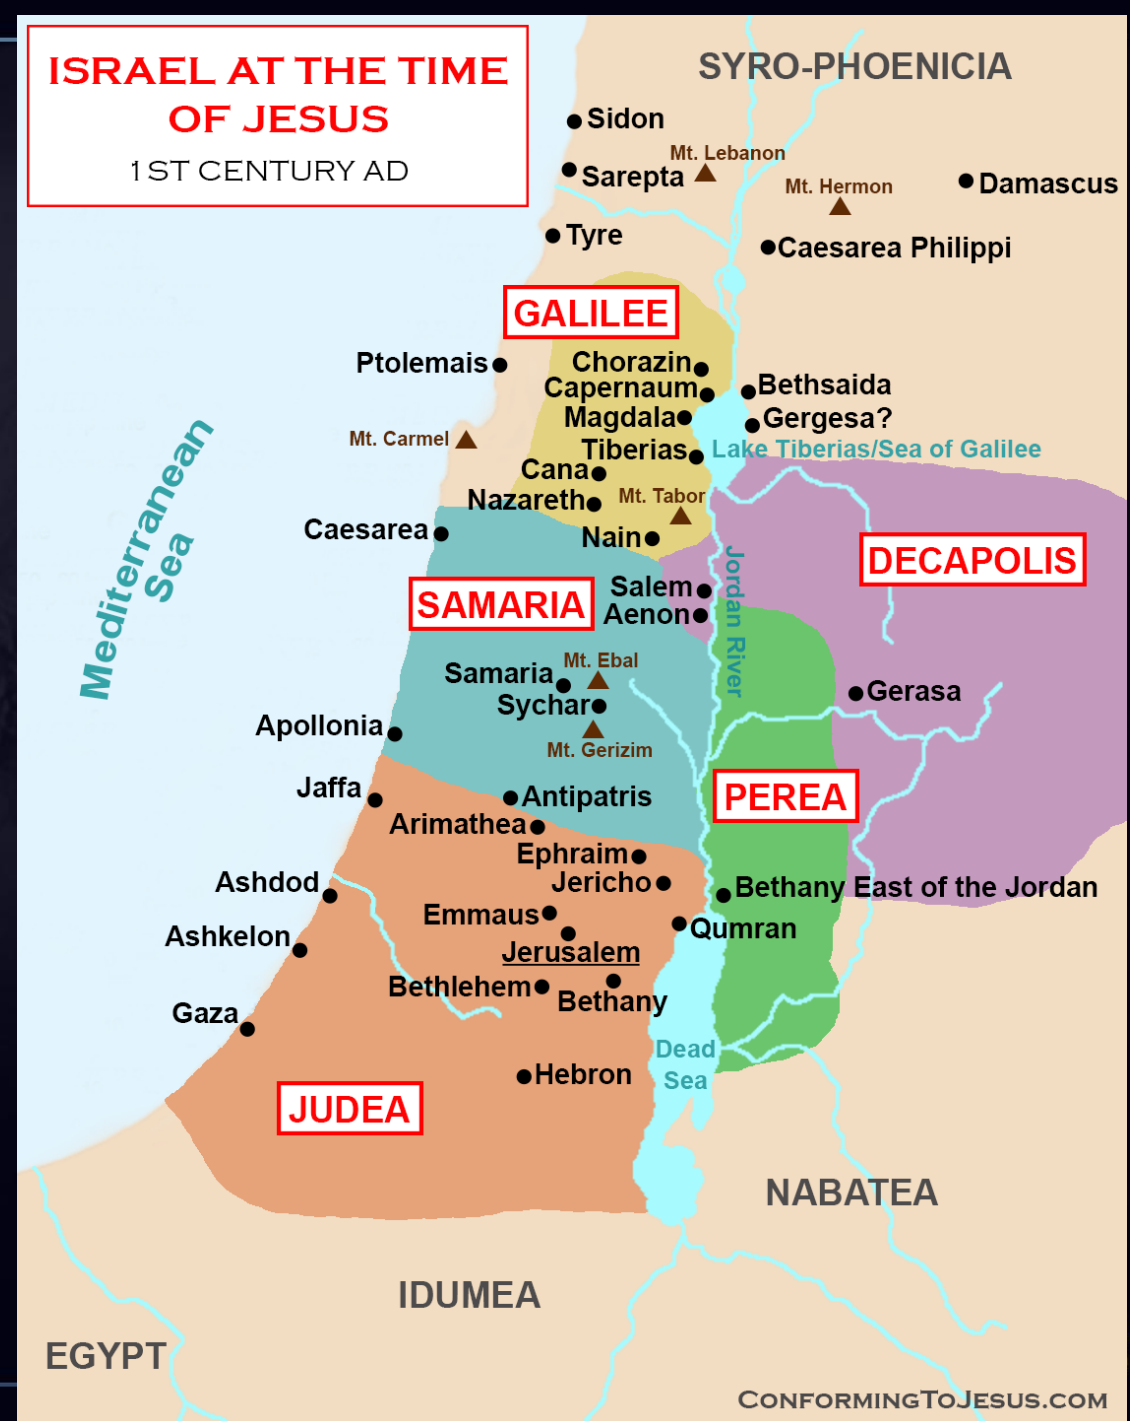 ISRAEL AT THE TIME
OF JESUS
1ST CENTURY AD
SYRO-PHOENICIA
Sidon
Mt. Lebanon
Sarepta
Mt. Hermon
Damascus
Tyre
Caesarea Philippi
GALILEE
Ptolemais
Chorazin
Capernaum
Bethsaida
Magdala
Gergesa?
Mt. Carmel
Tiberias
Lake Tiberias/Sea of Galilee
Cana
Nazareth
Mt. Tabor
Mediterranean
Sea
Caesarea
Nain
DECAPOLIS
Salem
SAMARIA
Aenon
Jordan River
Mt. Ebal
Samaria
Sychar
Gerasa
Apollonia
Mt. Gerizim
Jaffa
Antipatris
PEREA
Arimathea
Ephraim
Jericho
Ashdod
Bethany East of the Jordan
Emmaus
Qumran
Ashkelon
Jerusalem
Bethlehem
Bethany
Gaza
Dead
Sea
Hebron
JUDEA
NABATEA
IDUMEA
EGYPT
CONFORMINGTOJESUS.COM